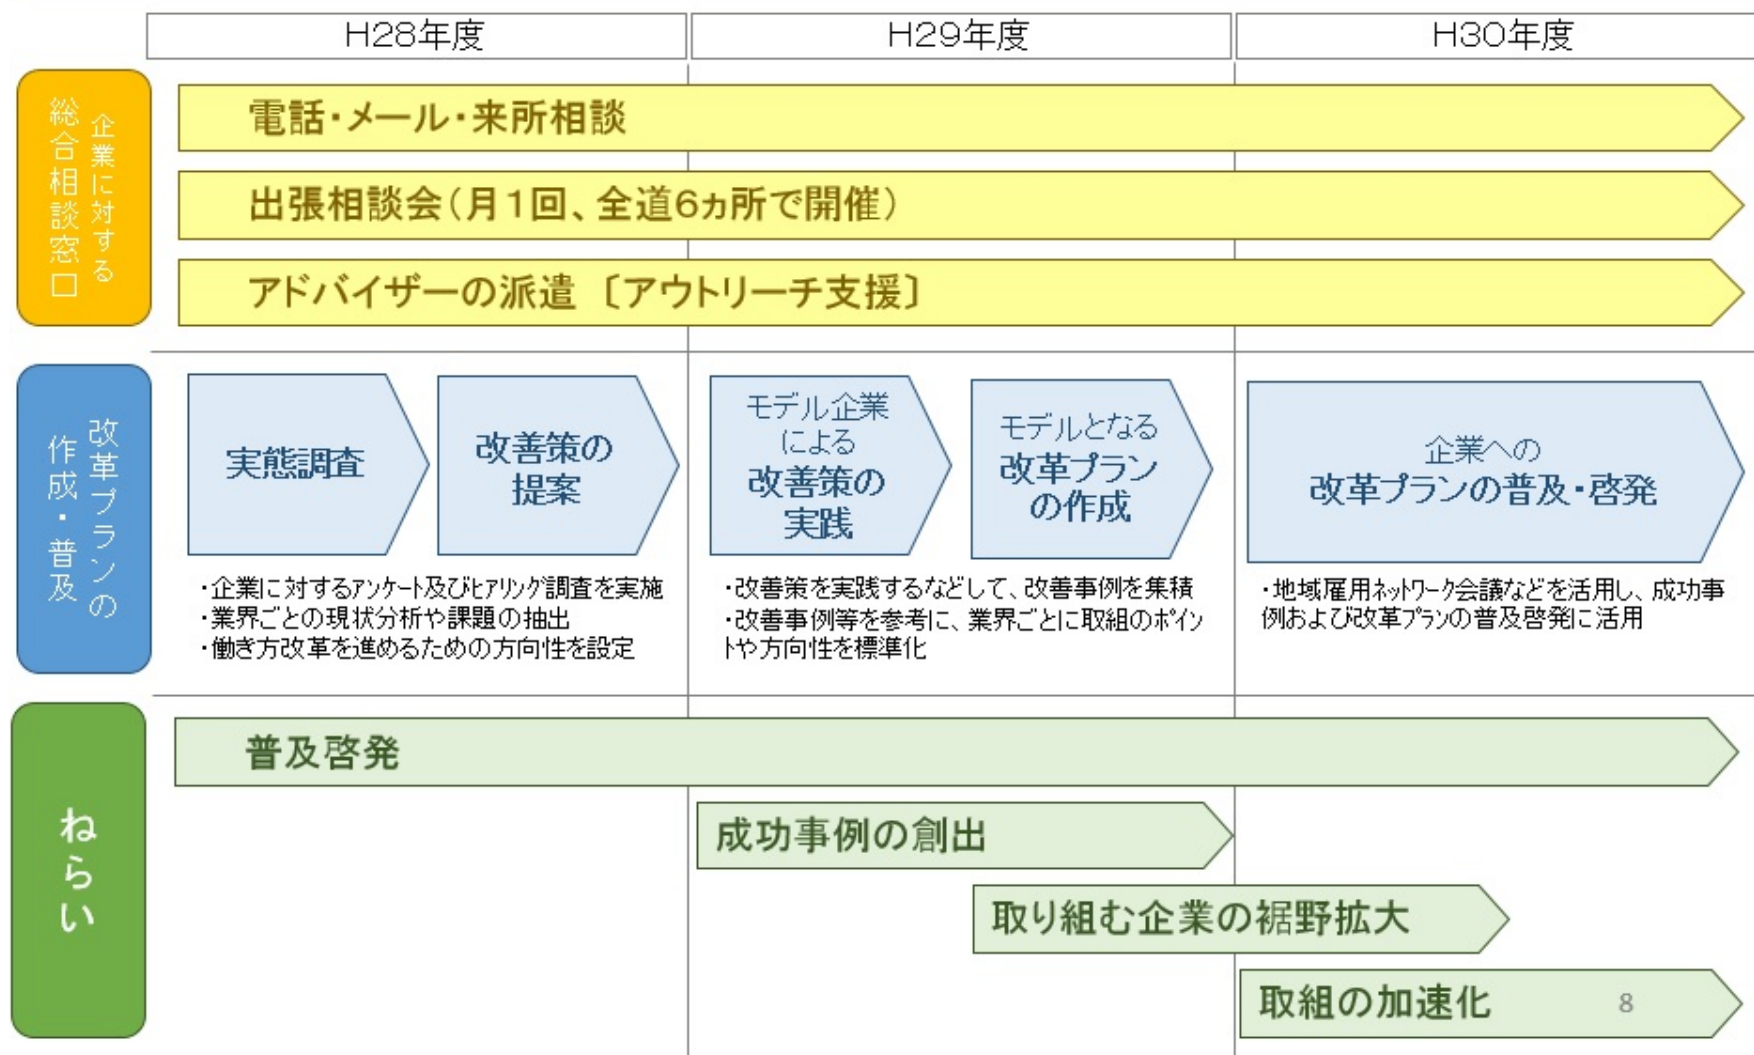 H28年度
H29年度
H30年度
企業に対する
総合相談窓口
電話・メール・来所相談
出張相談会(月1回、全道6ヵ所で開催)
アドバイザーの派遣 〔アウトリーチ支援〕
改革プランの
作成・普及
実態調査
改善策の
提案
モデル企業
による
改善策の
実践
モデルとなる
改革プラン
の作成
企業への
改革プランの普及・啓発
・企業に対するアンケート及びヒアリング調査を実施
・業界ごとの現状分析や課題の抽出
・働き方改革を進めるための方向性を設定
・改善策を実践するなどして、改善事例を集積
・改善事例等を参考に、業界ごとに取組のポイン
トや方向性を標準化
・地域雇用ネットワーク会議などを活用し、成功事
例および改革プランの普及啓発に活用
ねらい
普及啓発
成功事例の創出
取り組む企業の裾野拡大
取組の加速化
8